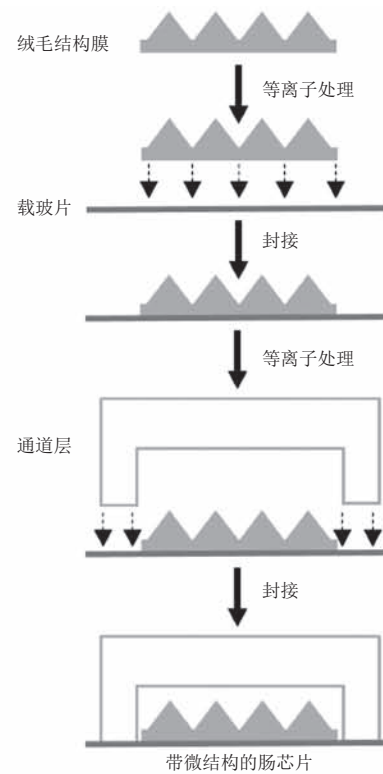 绒毛结构膜
等离子处理
载玻片
封接
等离子处理
通道层
封接
带微结构的肠芯片